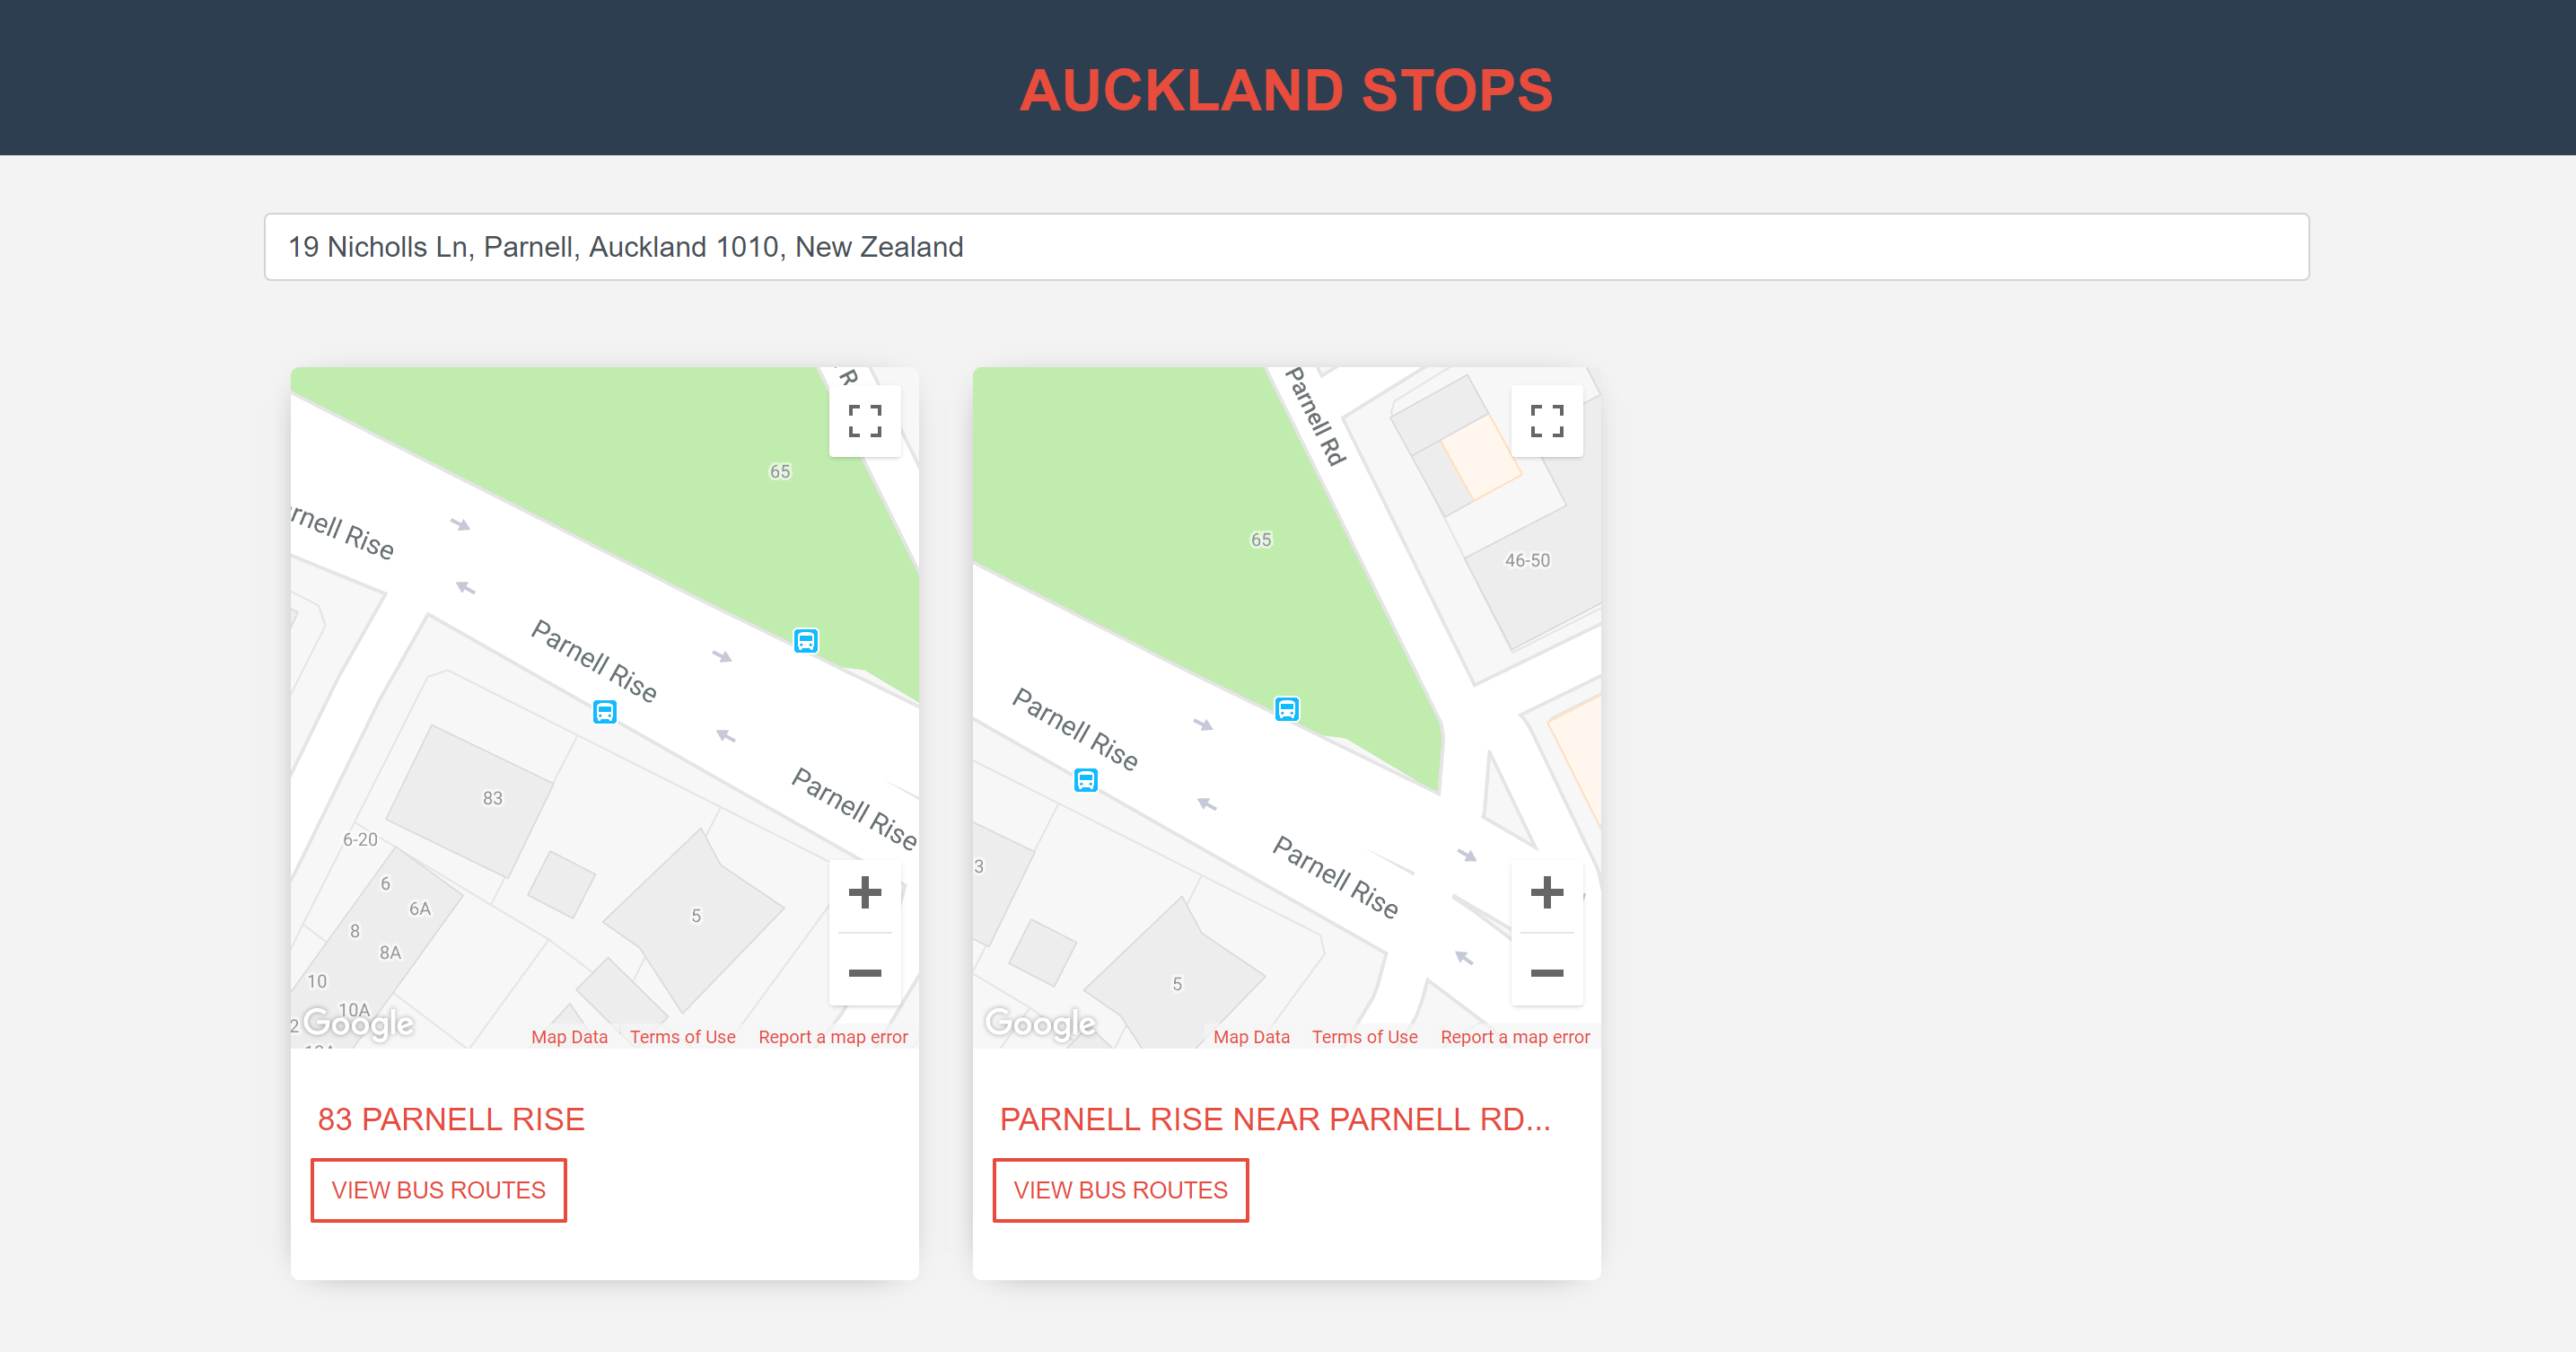 AUCKLAND STOPS
19 Nicholls Ln, Parnell, Auckland 1010, New Zealand
65
rnell Rise
Parnell Rise
Parnell Rise
83
6-20
6
6A
5
8
8A
10
10A
2
Google
Map Data
Terms of Use
Report a map error
83 PARNELL RISE
VIEW BUS ROUTES
Parnell Rd
65
46-50
Parnell Rise
Parnell Rise
3
5
Google
Map Data
Terms of Use
Report a map error
PARNELL RISE NEAR PARNELL RD...
VIEW BUS ROUTES